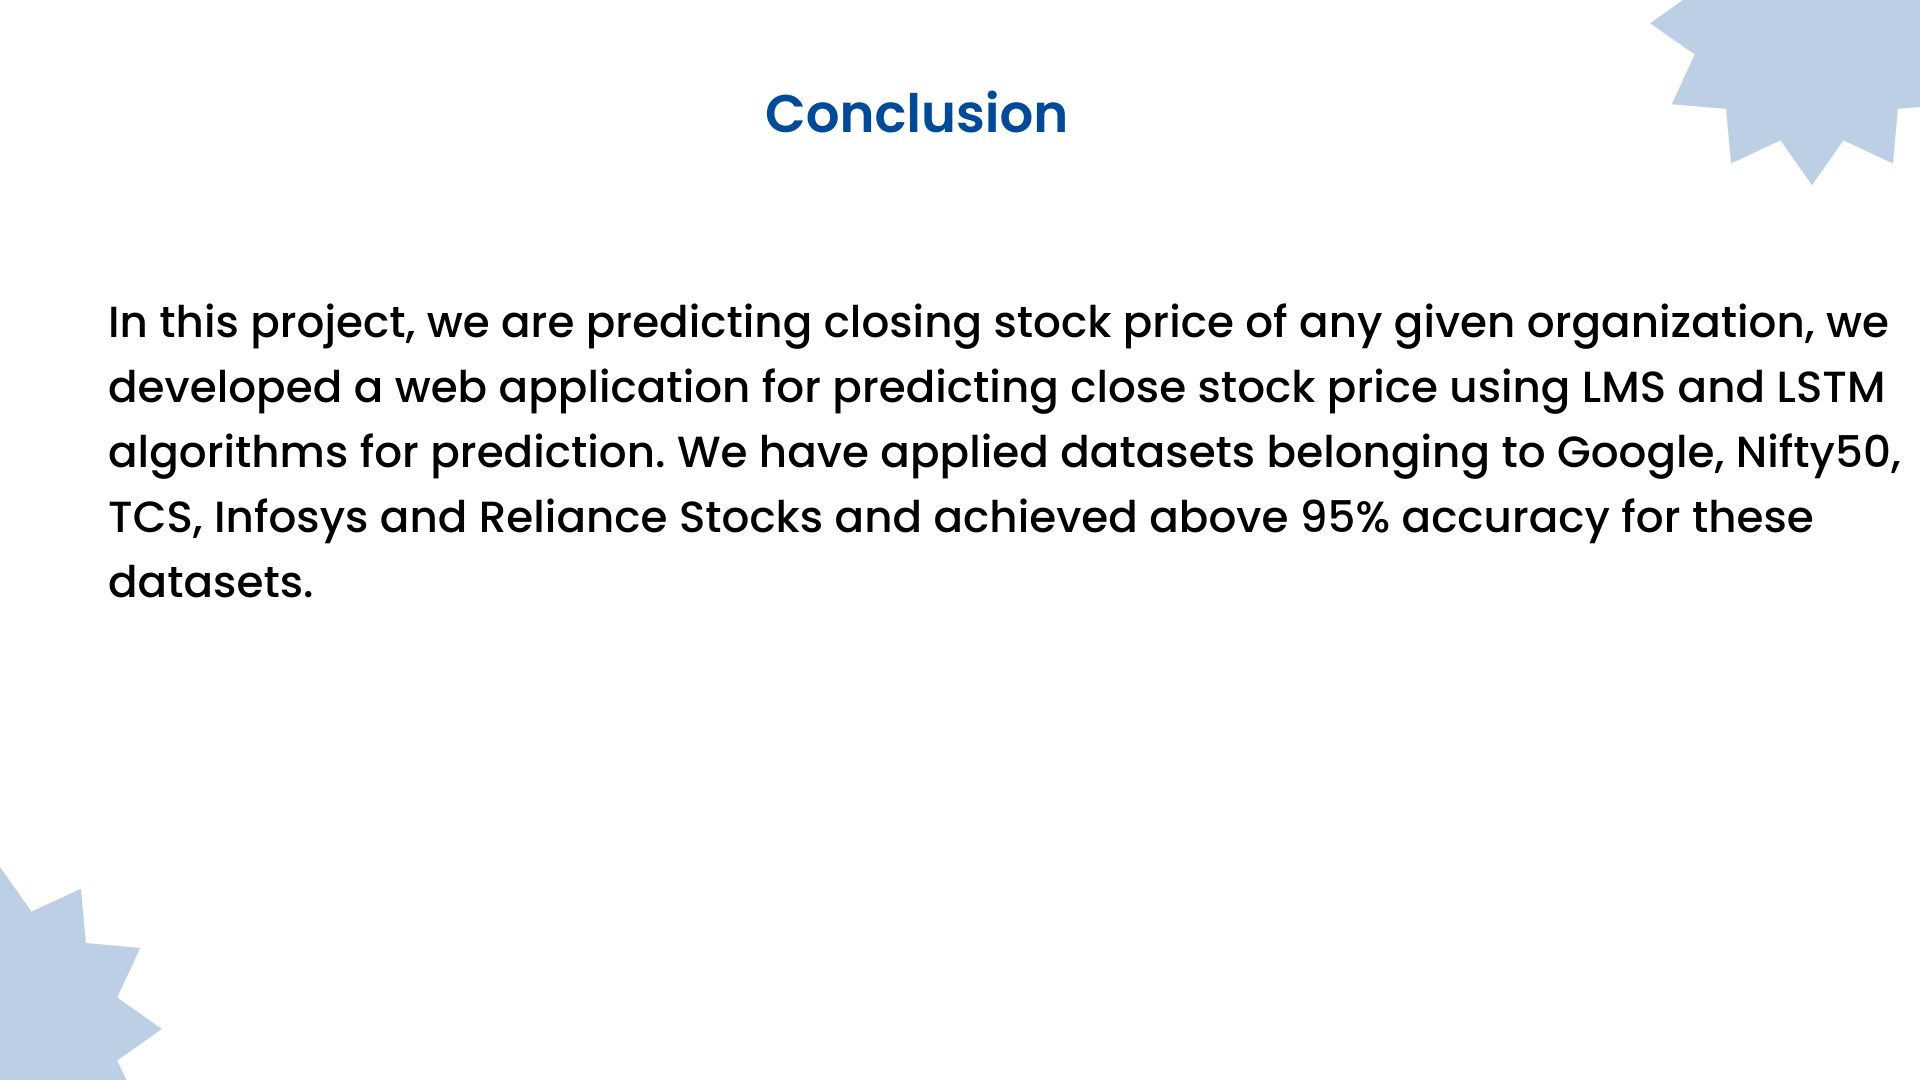 Conclusion
In this project, we are predicting closing stock price of any given organization, we
developed a web application for predicting close stock price using LMS and LSTM
algorithms for prediction. We have applied datasets belonging to Google, Nifty50,
TCS, Infosys and Reliance Stocks and achieved above 95% accuracy for these
datasets.